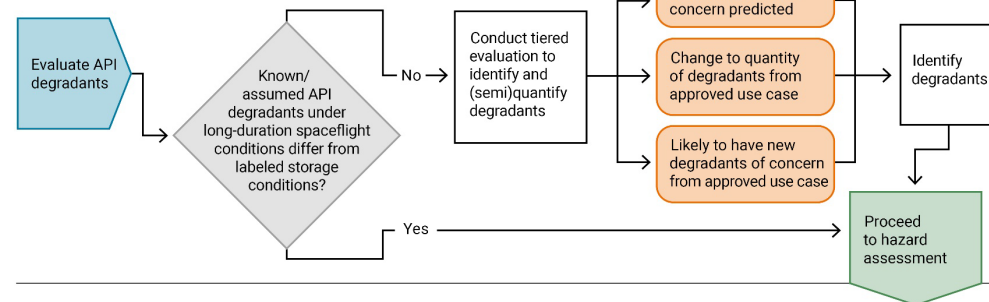 Evaluate API
degradants
Known/
assumed API
degradants under
long-duration spaceflight
conditions differ from
labeled storage
conditions?
No
Yes
Conduct tiered
evaluation to
identify and
(semi)quantify
degradants
concern predicted
Change to quantity
of degradants from
approved use case
Likely to have new
degradants of concern
from approved use case
Identify
degradants
Proceed
to hazard
assessment